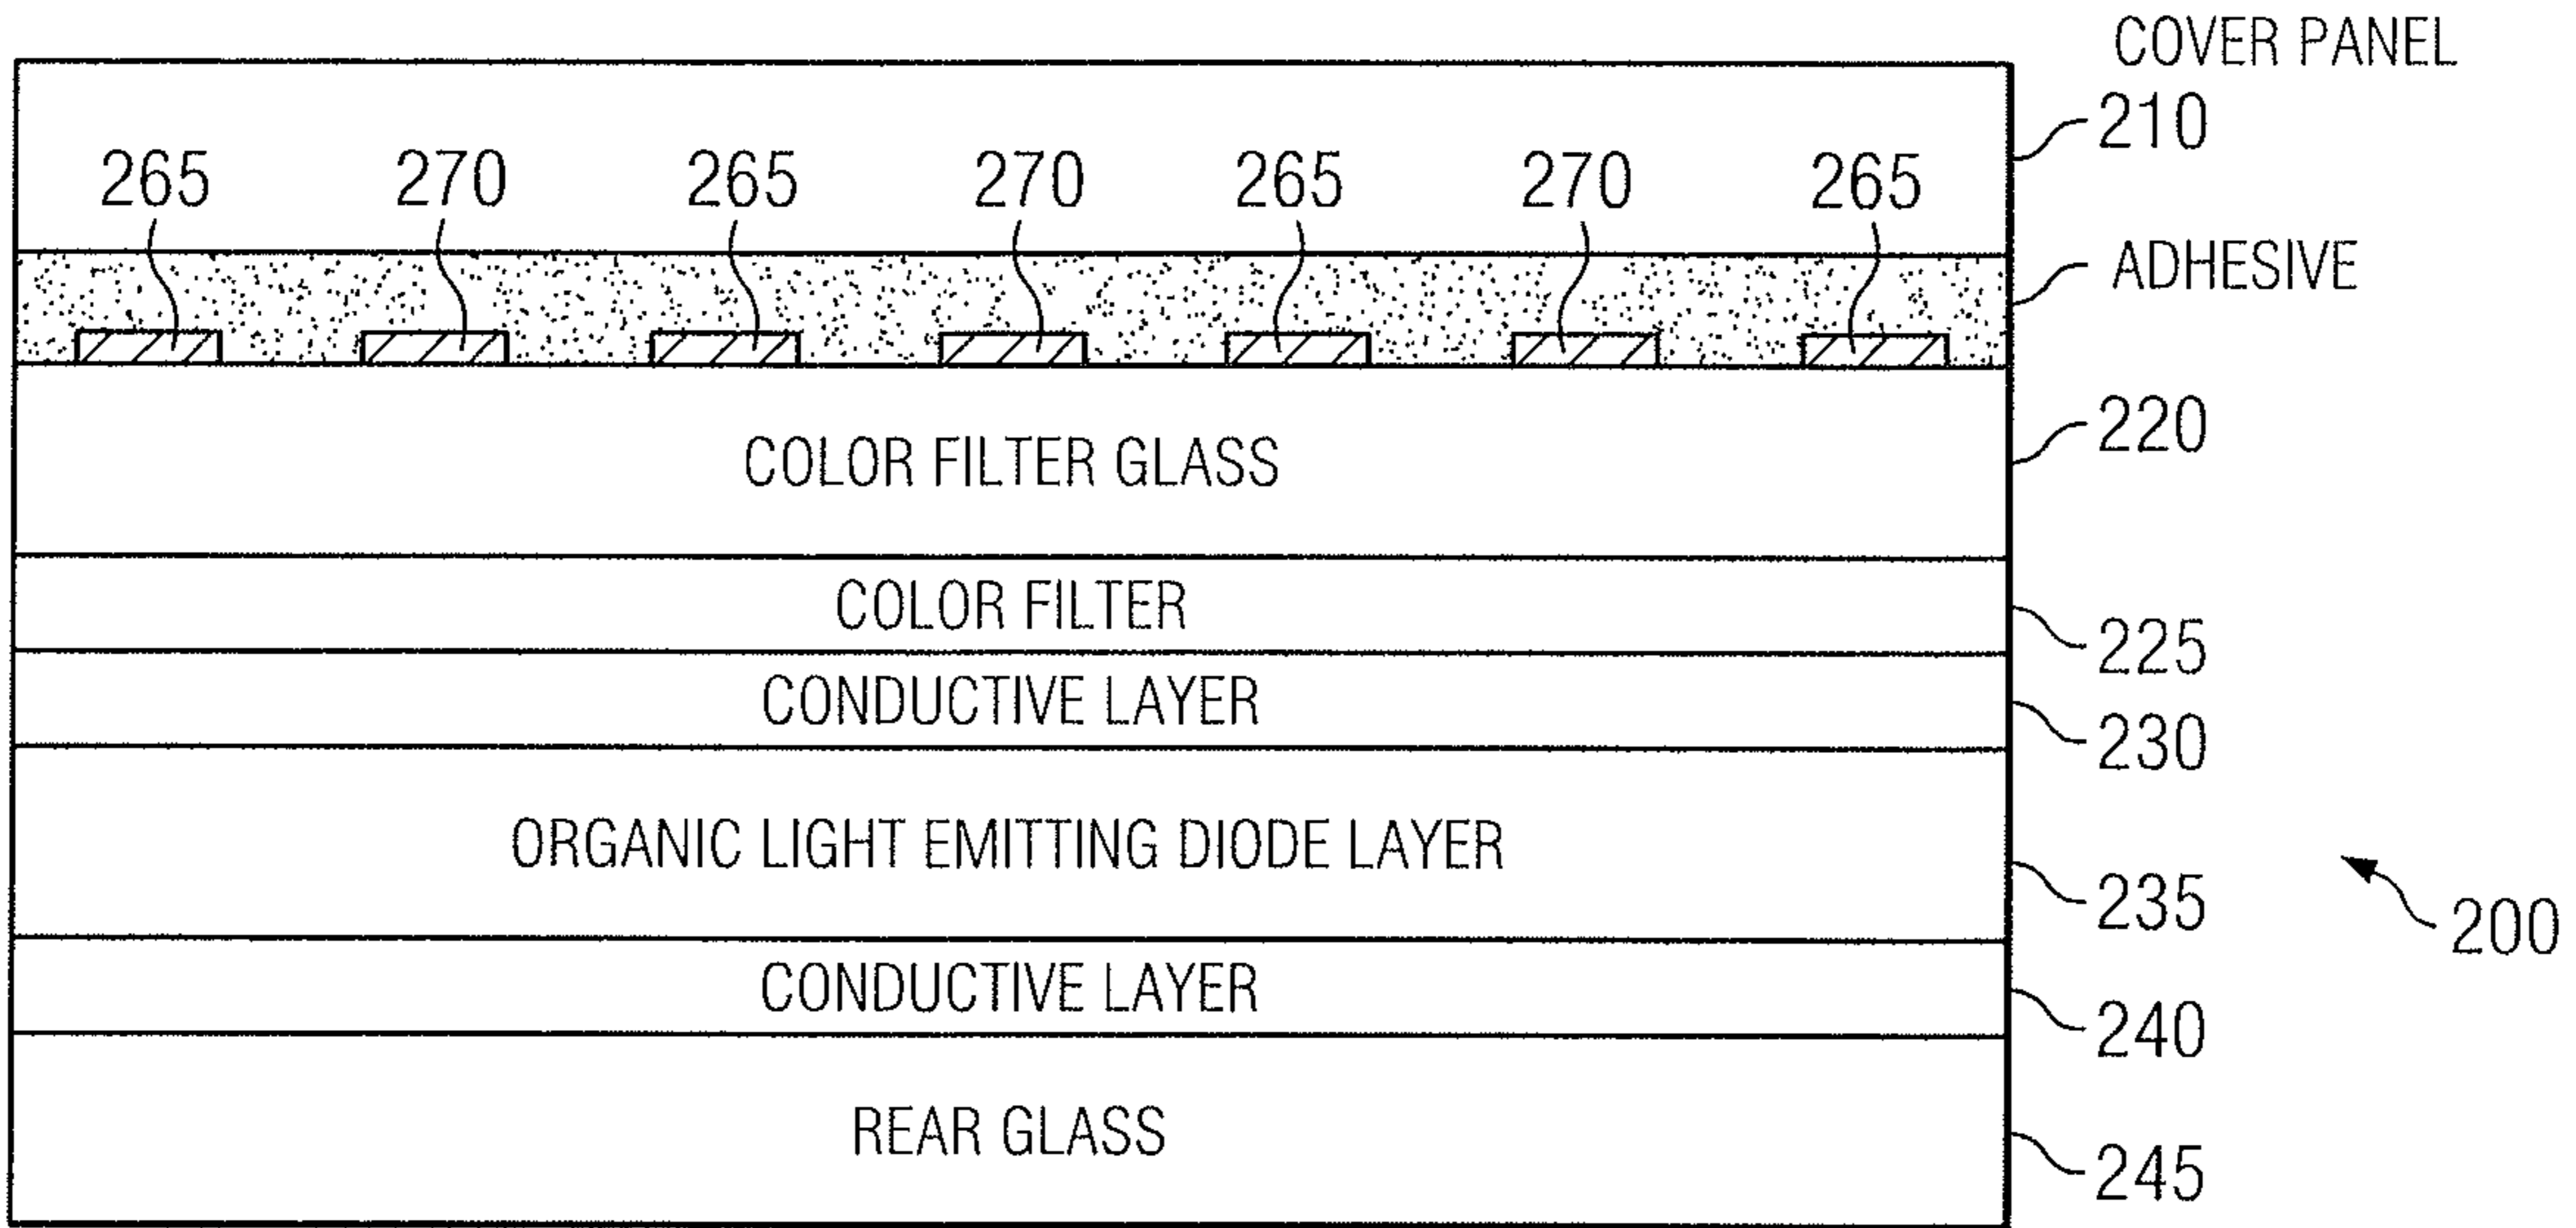 COVER PANEL
210
265 270 265 270 265 270 265
ADHESIVE
220
COLOR FILTER GLASS
COLOR FILTER
225
CONDUCTIVE LAYER
230
ORGANIC LIGHT EMITTING DIODE LAYER
235
200
CONDUCTIVE LAYER
240
REAR GLASS
245